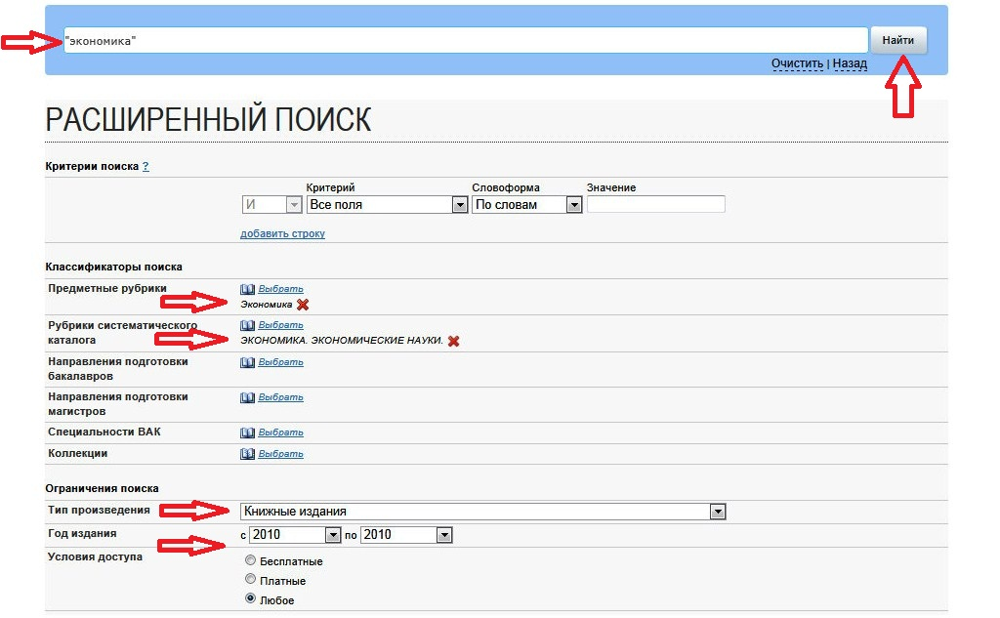 "экономика"
Найти
Очистить | Назад
РАСШИРЕННЫЙ ПОИСК
Критерии поиска ?
Критерий Словоформа Значение
И Все поля По словам
добавить строку
Классификаторы поиска
Предметные рубрики Выбрать
Экономика
Рубрики систематического Выбрать
каталога ЭКОНОМИКА. ЭКОНОМИЧЕСКИЕ НАУКИ.
Направления подготовки Выбрать
бакалавров
Направления подготовки Выбрать
магистров
Специальности ВАК Выбрать
Коллекции Выбрать
Ограничения поиска
Тип произведения Книжные издания
Год издания с 2010 по 2010
Условия доступа
Бесплатные
Платные
Любое